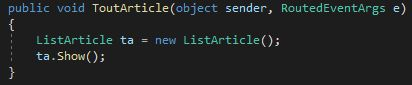 public void ToutArticle(object sender, RoutedEventArgs e)
{
    ListArticle ta = new ListArticle();
    ta.Show();
}